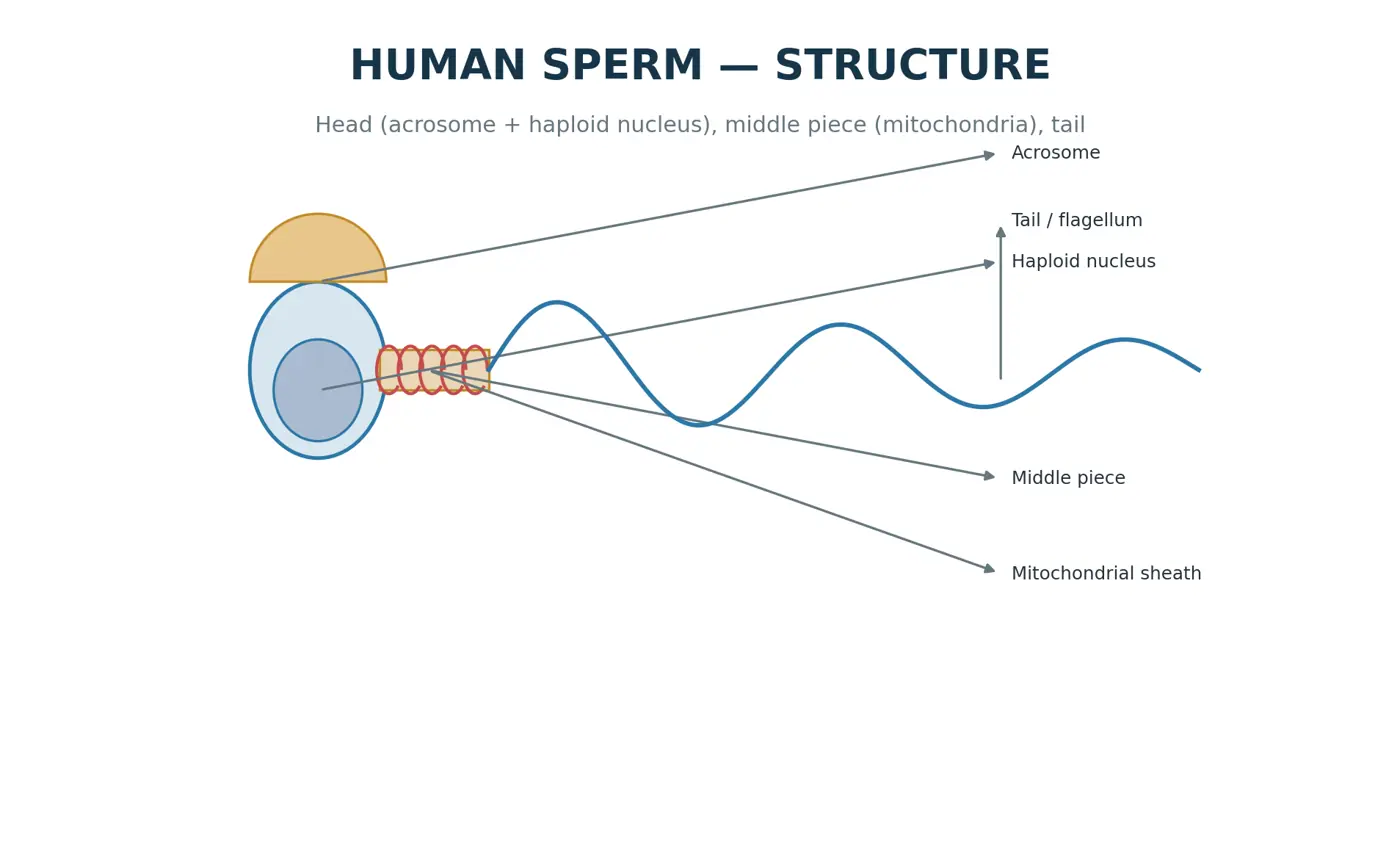 HUMAN SPERM — STRUCTURE
Head (acrosome + haploid nucleus), middle piece (mitochondria), tail
Acrosome
Tail / flagellum
Haploid nucleus
Middle piece
Mitochondrial sheath